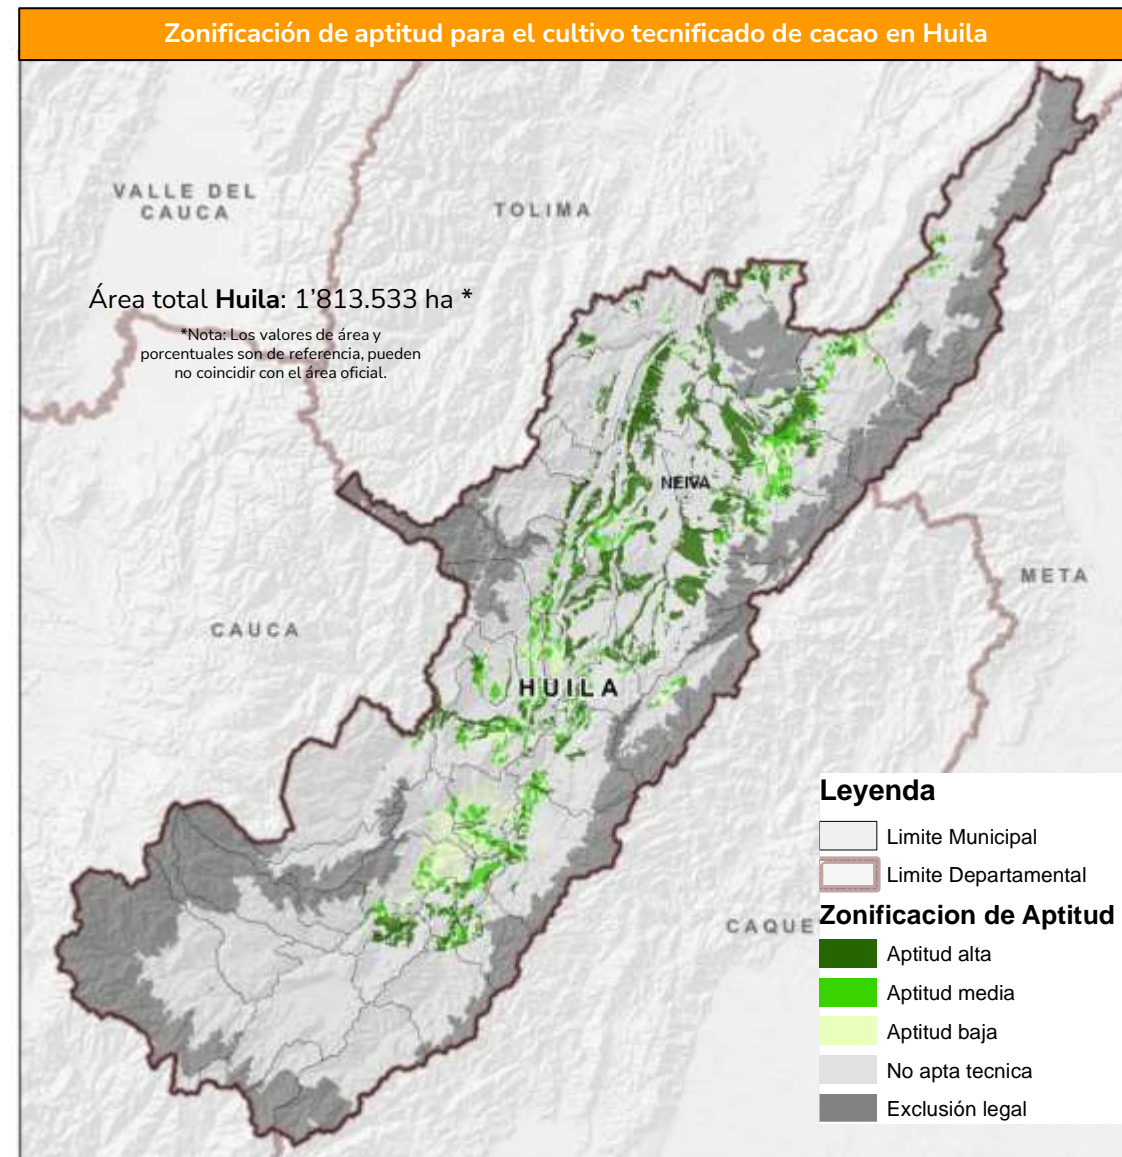 Zonificación de aptitud para el cultivo tecnificado de cacao en Huila
VALLE DEL
CAUCA
TOLIMA
Área total Huila: 1’813.533 ha *
*Nota: Los valores de área y
porcentuales son de referencia, pueden
no coincidir con el área oficial.
NEIVA
META
CAUCA
HUILA
CAQUE
Leyenda
Limite Municipal
Limite Departamental
Zonificacion de Aptitud
Aptitud alta
Aptitud media
Aptitud baja
No apta tecnica
Exclusión legal